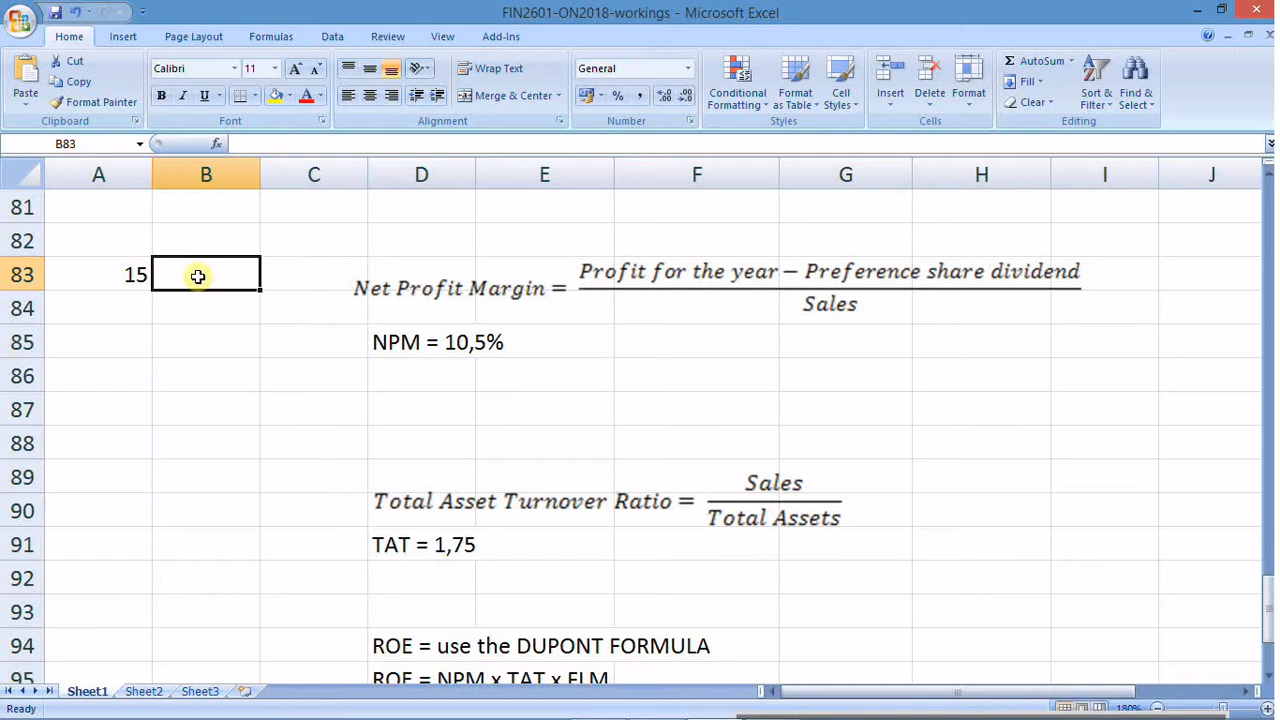 FIN2601-ON2018-workings - Microsoft Excel
Home Insert Page Layout Formulas Data Review View Add-Ins
Paste
Cut
Copy
Format Painter
Clipboard
Calibri 11
B I U
Font
Wrap Text
Merge & Center
Alignment
General
%
Number
Conditional Formatting
Format as Table
Cell Styles
Styles
Insert Delete Format
Cells
Σ AutoSum
Fill
Clear
Sort & Filter
Find & Select
Editing
B83 fx
A B C D E F G H I J
81
82
83 15 Net Profit Margin = Profit for the year − Preference share dividend
Sales
84
85 NPM = 10,5%
86
87
88
89
90 Total Asset Turnover Ratio = Sales
Total Assets
91 TAT = 1,75
92
93
94 ROE = use the DUPONT FORMULA
95 ROE = NPM x TAT x FLM
Sheet1 Sheet2 Sheet3
Ready 180%